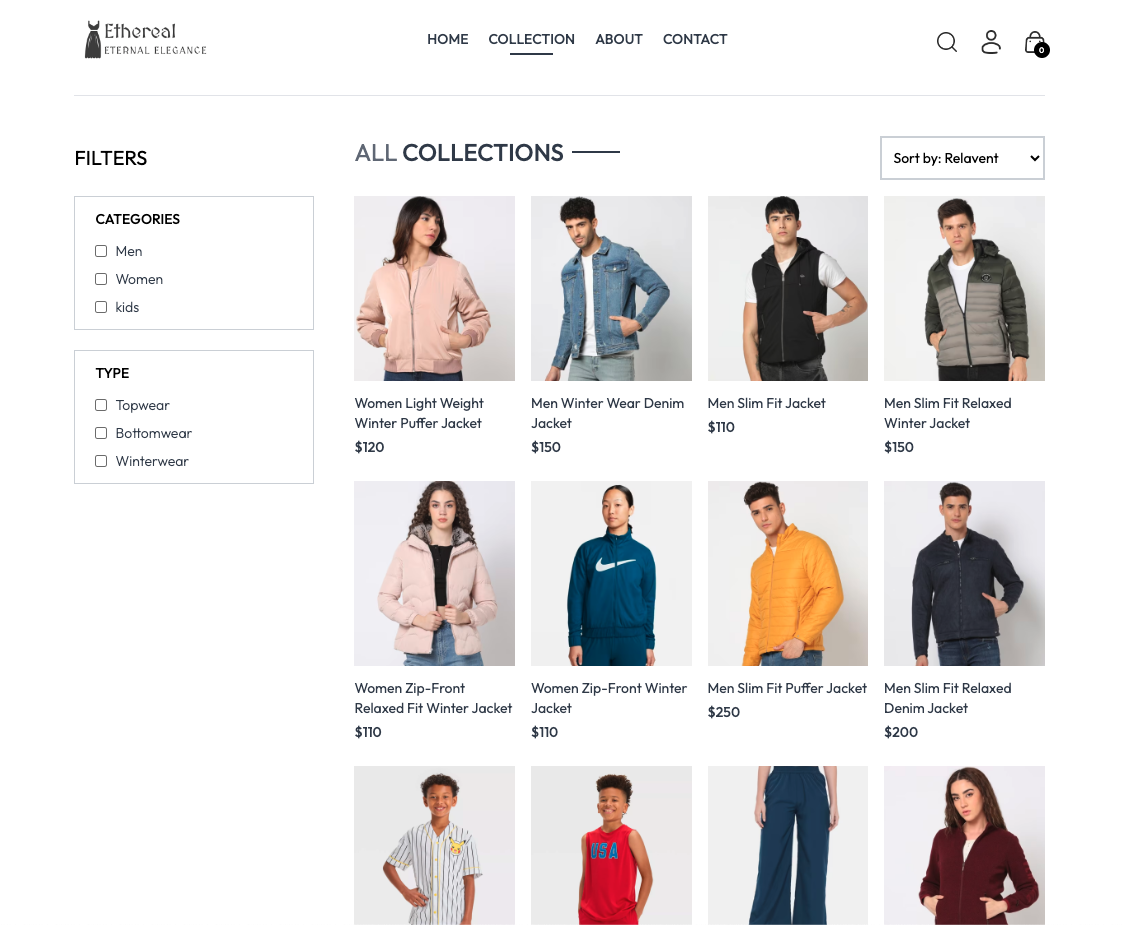 Ethereal
ETERNAL ELEGANCE
HOME COLLECTION ABOUT CONTACT
0
FILTERS
ALL COLLECTIONS
Sort by: Relavent
CATEGORIES
Men
Women
kids
TYPE
Topwear
Bottomwear
Winterwear
Women Light Weight
Winter Puffer Jacket
$120
Men Winter Wear Denim
Jacket
$150
Men Slim Fit Jacket
$110
Men Slim Fit Relaxed
Winter Jacket
$150
Women Zip-Front
Relaxed Fit Winter Jacket
$110
Women Zip-Front Winter
Jacket
$110
Men Slim Fit Puffer Jacket
$250
Men Slim Fit Relaxed
Denim Jacket
$200
USA